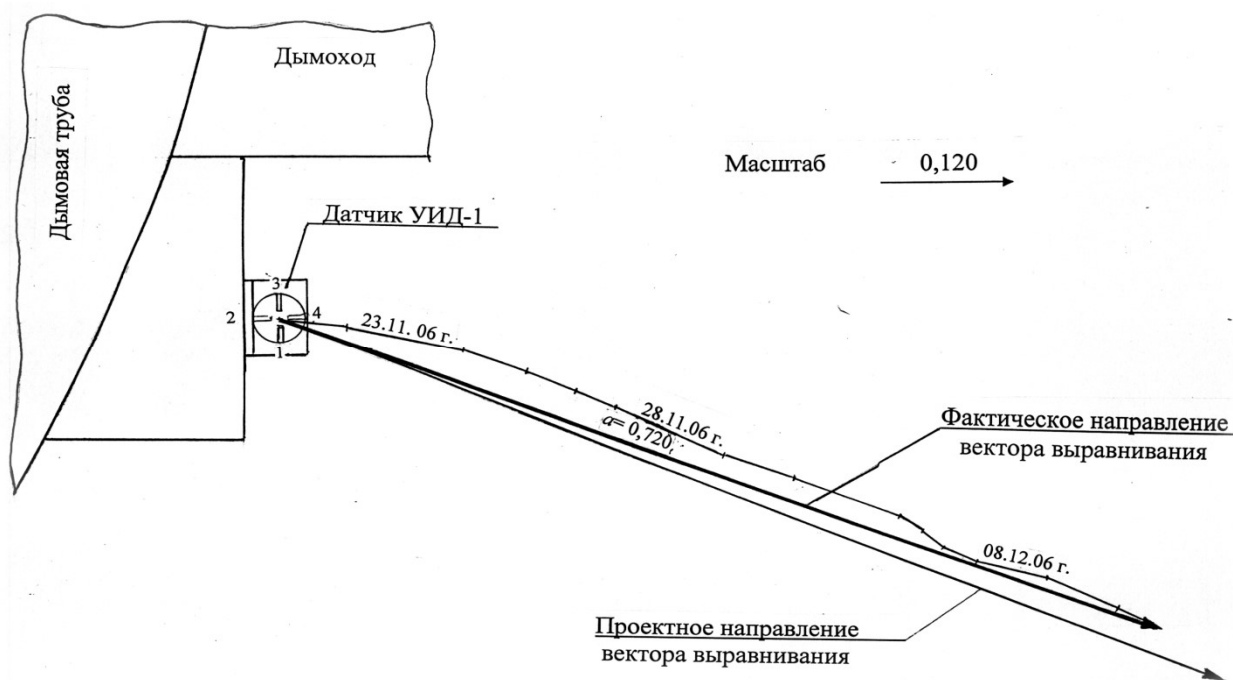 Дымоход
Дымовая труба
Масштаб 0,120
Датчик УИД-1
3
2 4
1
23.11. 06 г.
28.11.06 г.
a= 0,720
Фактическое направление
вектора выравнивания
08.12.06 г.
Проектное направление
вектора выравнивания